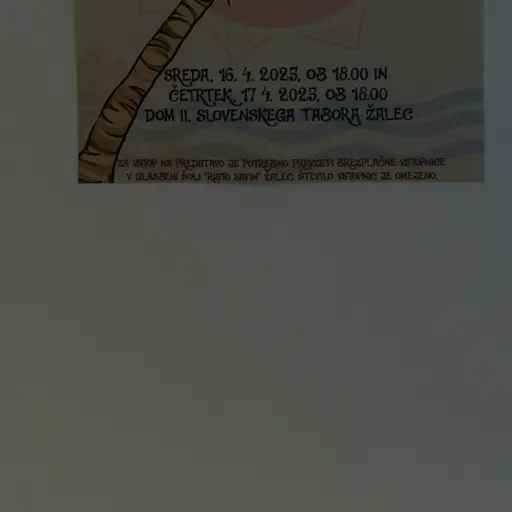 SREDA, 16. 4. 2025, OB 18.00 IN
ČETRTEK, 17 4. 2025, OB 18.00
DOM II. SLOVENSKEGA TABORA ŽALEC
ZA VSTOP NA PREDSTAVO JE POTREBNO PREVZETI BREZPLAČNE VSTOPNICE
V GLASBENI ŠOLI "RISTO SAVIN" ŽALEC. ŠTEVILO VSTOPNIC JE OMEJENO.